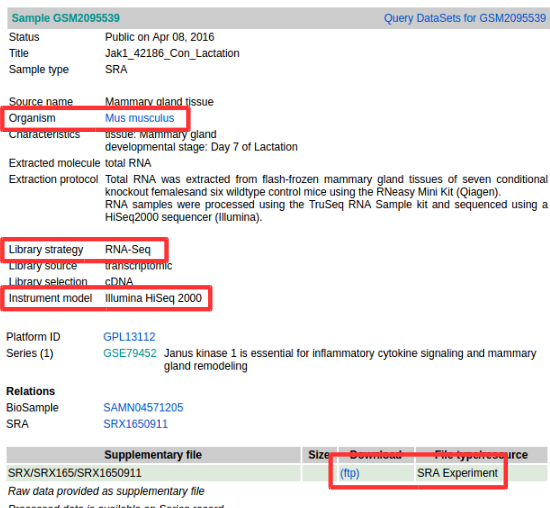 Sample GSM2095539 Query DataSets for GSM2095539
Status Public on Apr 08, 2016
Title Jak1_42186_Con_Lactation
Sample type SRA
Source name Mammary gland tissue
Organism Mus musculus
Characteristics tissue: Mammary gland
developmental stage: Day 7 of Lactation
Extracted molecule total RNA
Extraction protocol Total RNA was extracted from flash-frozen mammary gland tissues of seven conditional
knockout femalesand six wildtype control mice using the RNeasy Mini Kit (Qiagen).
RNA samples were processed using the TruSeq RNA Sample kit and sequenced using a
HiSeq2000 sequencer (Illumina).
Library strategy RNA-Seq
Library source transcriptomic
Library selection cDNA
Instrument model Illumina HiSeq 2000
Platform ID GPL13112
Series (1) GSE79452 Janus kinase 1 is essential for inflammatory cytokine signaling and mammary
gland remodeling
Relations
BioSample SAMN04571205
SRA SRX1650911
Supplementary file Size Download File type/resource
SRX/SRX165/SRX1650911 (ftp) SRA Experiment
Raw data provided as supplementary file
Processed data is available on Series record